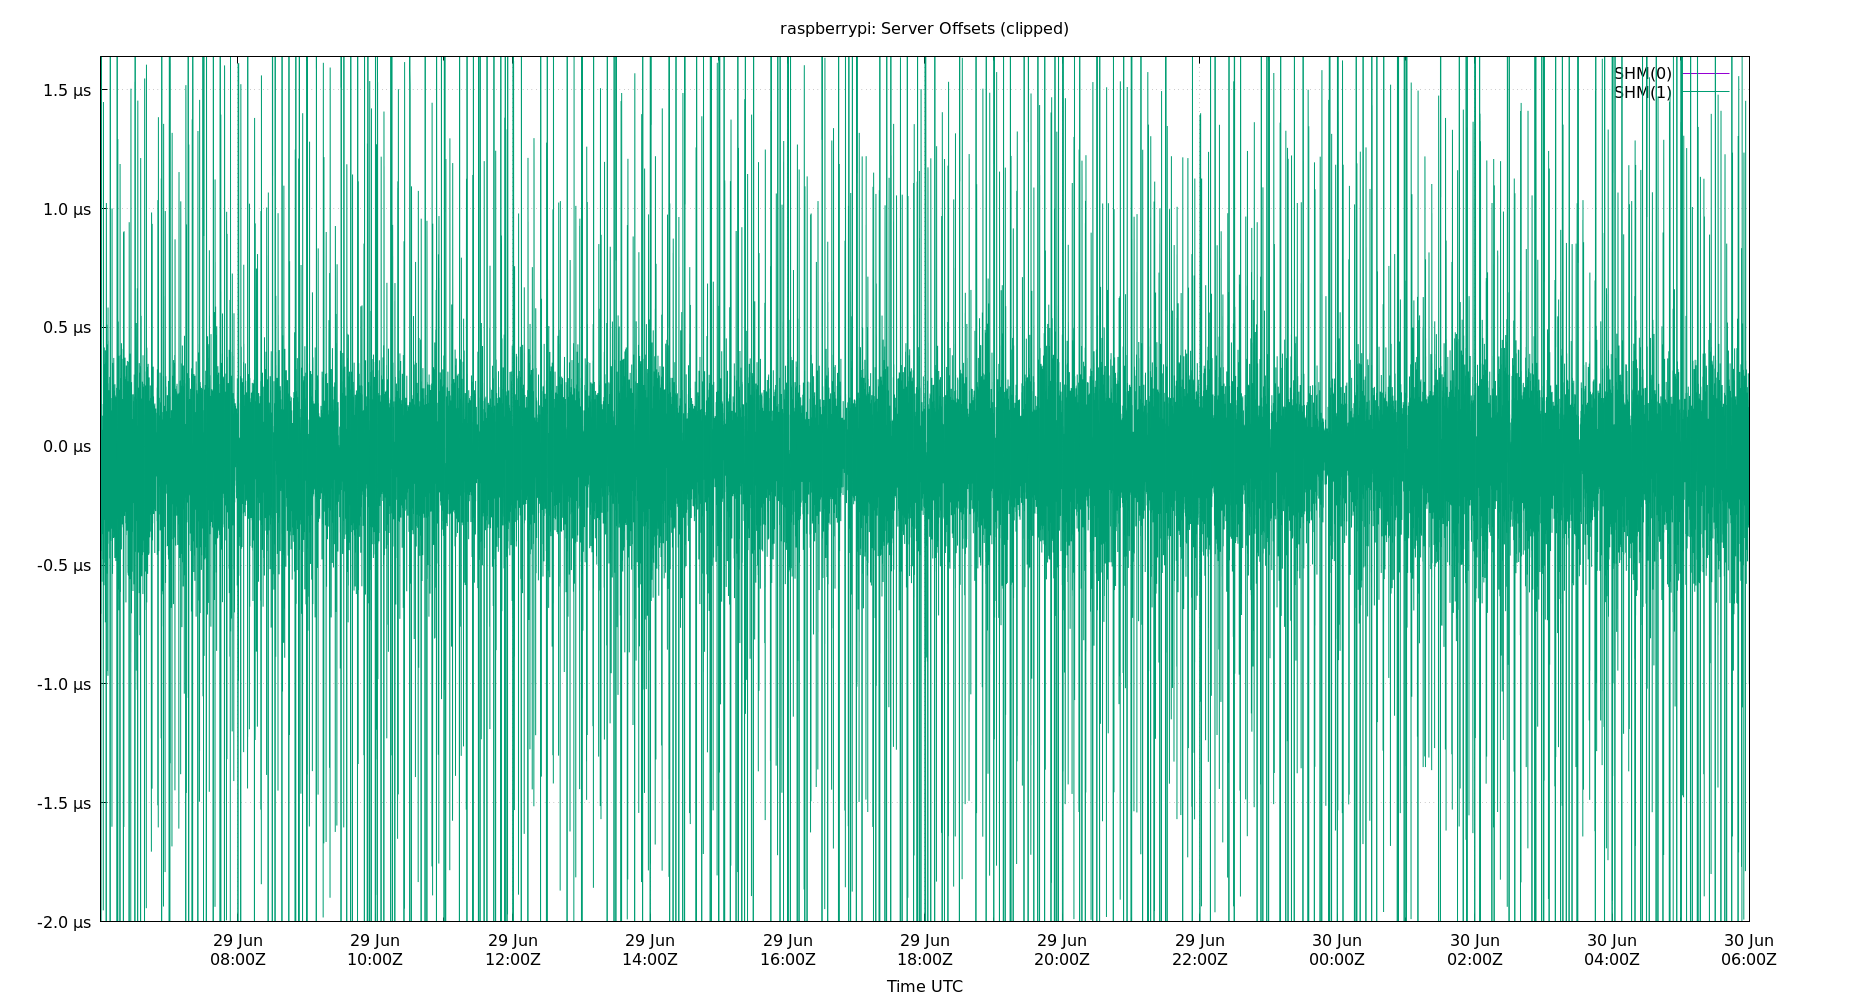 raspberrypi: Server Offsets (clipped)
SHM(0)
SHM(1)
1.5 µs
1.0 µs
0.5 µs
0.0 µs
-0.5 µs
-1.0 µs
-1.5 µs
-2.0 µs
29 Jun 29 Jun 29 Jun 29 Jun 29 Jun 29 Jun 29 Jun 29 Jun 30 Jun 30 Jun 30 Jun 30 Jun
08:00Z 10:00Z 12:00Z 14:00Z 16:00Z 18:00Z 20:00Z 22:00Z 00:00Z 02:00Z 04:00Z 06:00Z
Time UTC